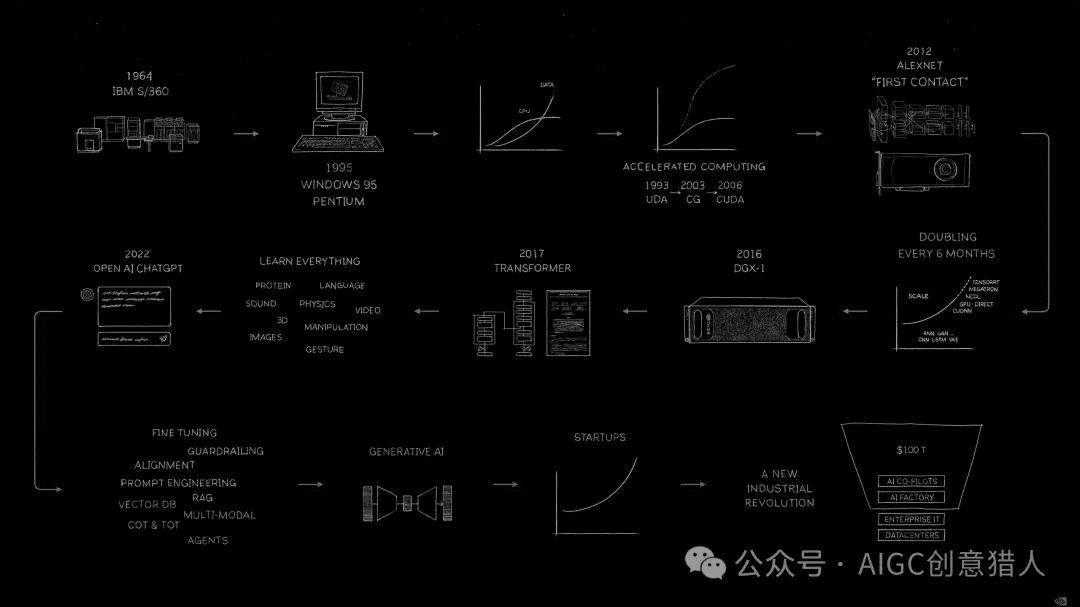 1964
IBM S/360
1995
WINDOWS 95
PENTIUM
DATA
CPU
ACCELERATED COMPUTING
1993 → 2003 → 2006
UDA CG CUDA
2012
ALEXNET
"FIRST CONTACT"
DOUBLING
EVERY 6 MONTHS
SCALE
TENSORRT
MEGATRON
NCCL
GPU-DIRECT
CUDNN
RNN GAN ..
CNN LSTM VAE
2016
DGX-1
2017
TRANSFORMER
LEARN EVERYTHING
PROTEIN LANGUAGE
SOUND PHYSICS VIDEO
3D MANIPULATION
IMAGES
GESTURE
2022
OPEN AI CHATGPT
FINE TUNING
GUARDRAILING
ALIGNMENT
PROMPT ENGINEERING
VECTOR DB RAG
MULTI-MODAL
COT & TOT
AGENTS
GENERATIVE AI
STARTUPS
A NEW
INDUSTRIAL
REVOLUTION
$100 T
AI CO-PILOTS
AI FACTORY
ENTERPRISE IT
DATACENTERS
公众号·AIGC创意猎人